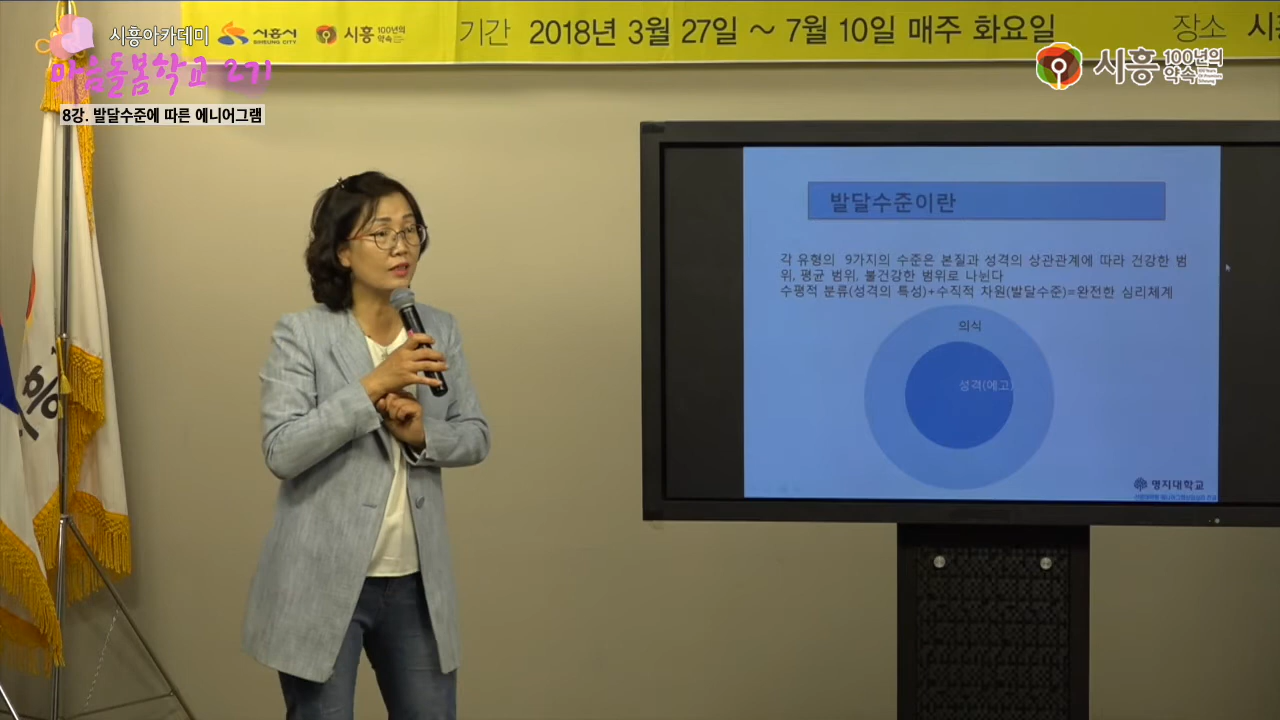 시흥아카데미
마음돌봄학교 2기
8강. 발달수준에 따른 에니어그램
시흥시
SIHEUNG CITY
시흥 100년의 약속
기간 2018년 3월 27일 ~ 7월 10일 매주 화요일
장소
시흥 100년의 약속
발달수준이란
각 유형의 9가지의 수준은 본질과 성격의 상관관계에 따라 건강한 범
위, 평균 범위, 불건강한 범위로 나뉜다
수평적 분류(성격의 특성)+수직적 차원(발달수준)=완전한 심리체계
의식
성격(에고)
명지대학교